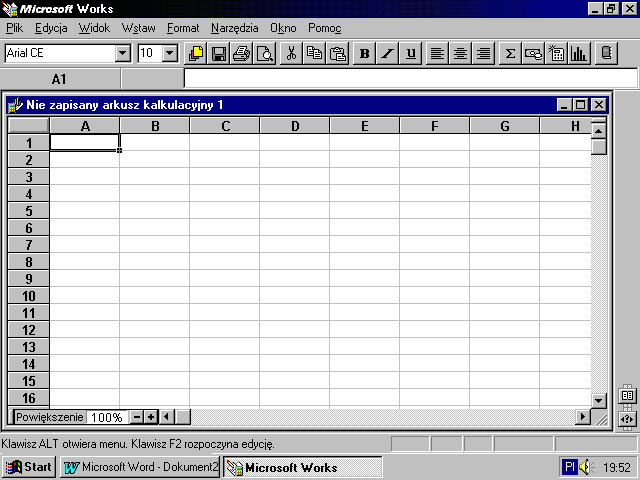 Microsoft Works
Plik Edycja Widok Wstaw Format Narzędzia Okno Pomoc
Arial CE 10 B I U Σ
A1
Nie zapisany arkusz kalkulacyjny 1
A B C D E F G H
1
2
3
4
5
6
7
8
9
10
11
12
13
14
15
16
Powiększenie 100%
Klawisz ALT otwiera menu. Klawisz F2 rozpoczyna edycję.
Start Microsoft Word - Dokument2 Microsoft Works Pl 19:52